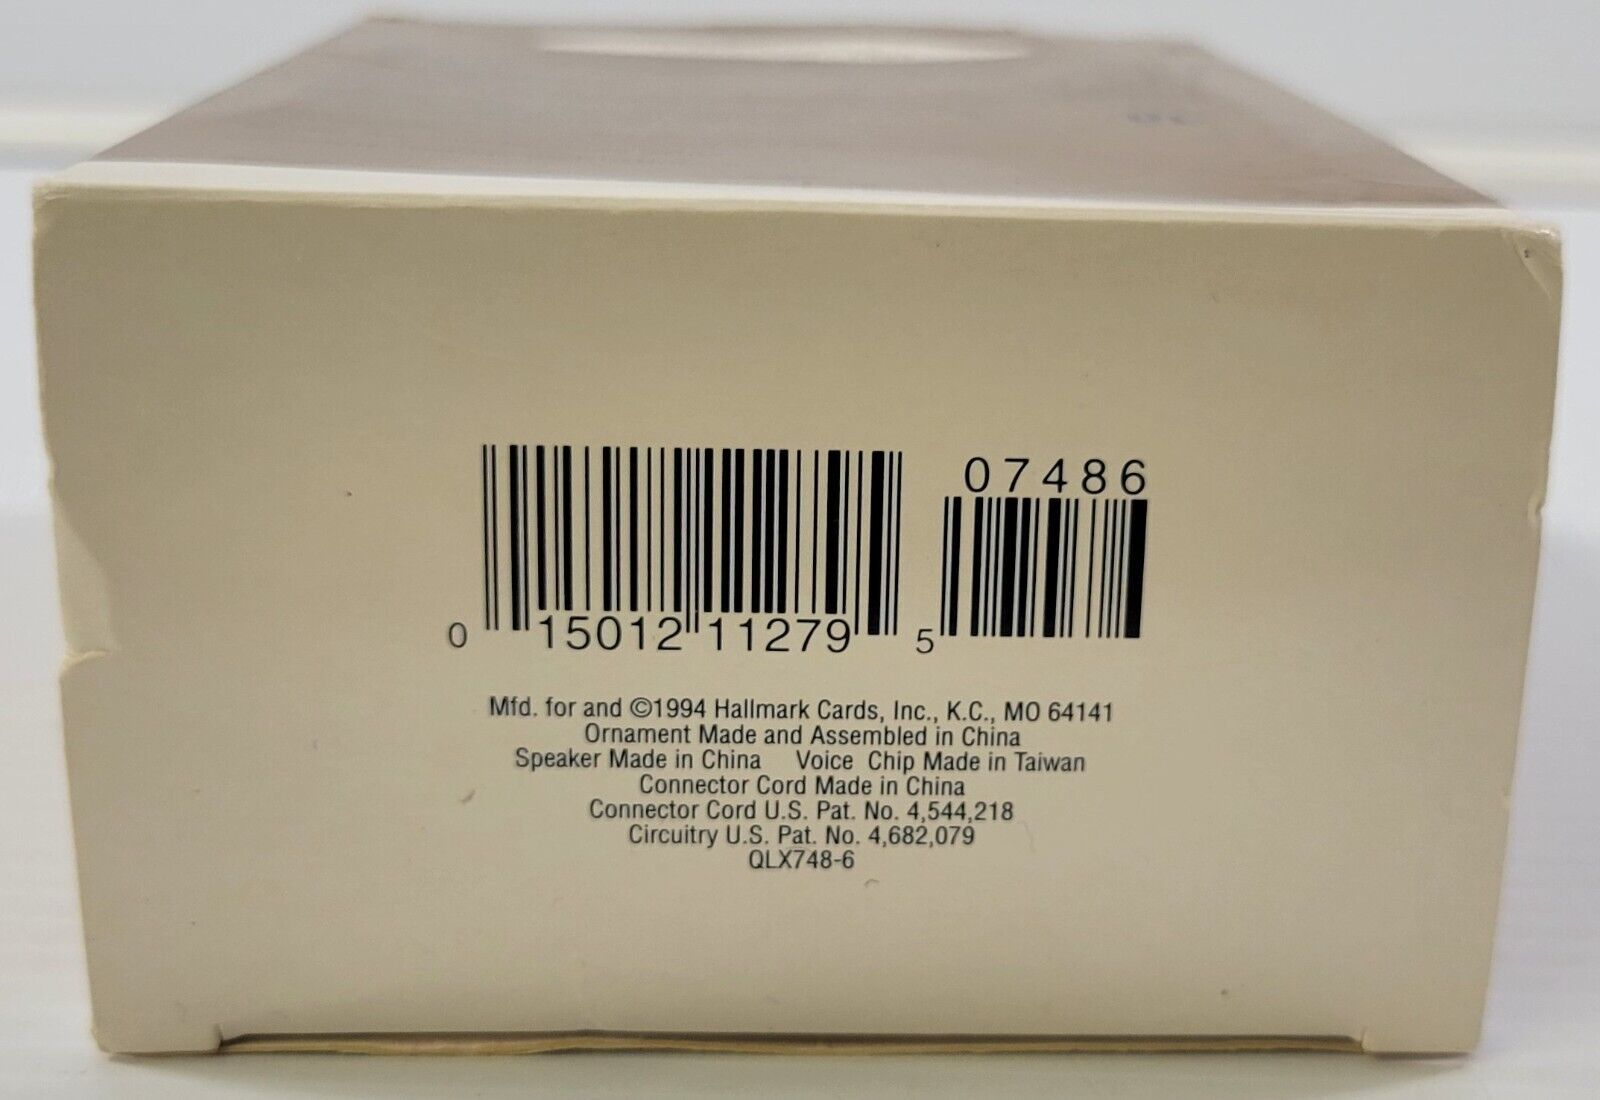 07486
0 15012 11279 5
Mfd. for and ©1994 Hallmark Cards, Inc., K.C., MO 64141
Ornament Made and Assembled in China
Speaker Made in China Voice Chip Made in Taiwan
Connector Cord Made in China
Connector Cord U.S. Pat. No. 4,544,218
Circuitry U.S. Pat. No. 4,682,079
QLX748-6